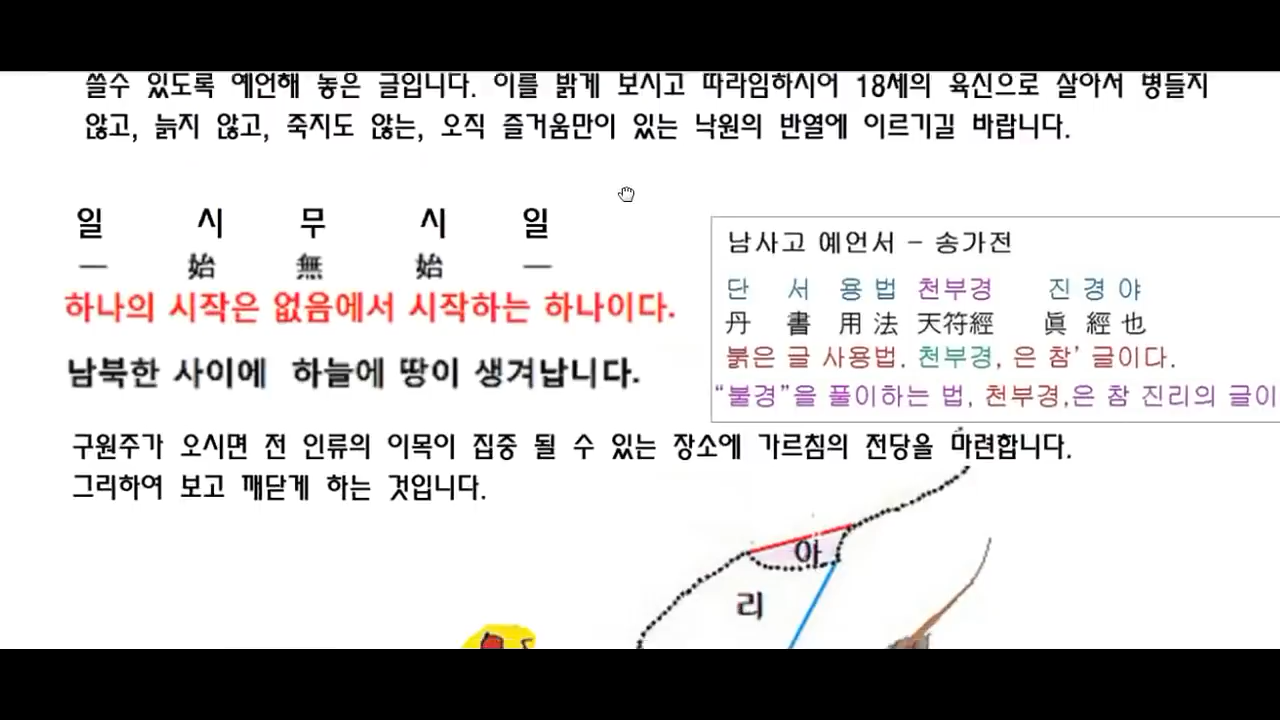 쓸수 있도록 예언해 놓은 글입니다. 이를 밝게 보시고 따라임하시어 18세의 육신으로 살아서 병들지
않고, 늙지 않고, 죽지도 않는, 오직 즐거움만이 있는 낙원의 반열에 이르기길 바랍니다.
일 시 무 시 일
一 始 無 始 一
하나의 시작은 없음에서 시작하는 하나이다.
남북한 사이에 하늘에 땅이 생겨납니다.
남사고 예언서 - 송가전
단 서 용 법 천부경 진 경 야
丹 書 用 法 天符經 眞 經 也
붉은 글 사용법. 천부경, 은 참' 글이다.
“불경”을 풀이하는 법, 천부경,은 참 진리의 글이
구원주가 오시면 전 인류의 이목이 집중 될 수 있는 장소에 가르침의 전당을 마련합니다.
그리하여 보고 깨닫게 하는 것입니다.
아
리